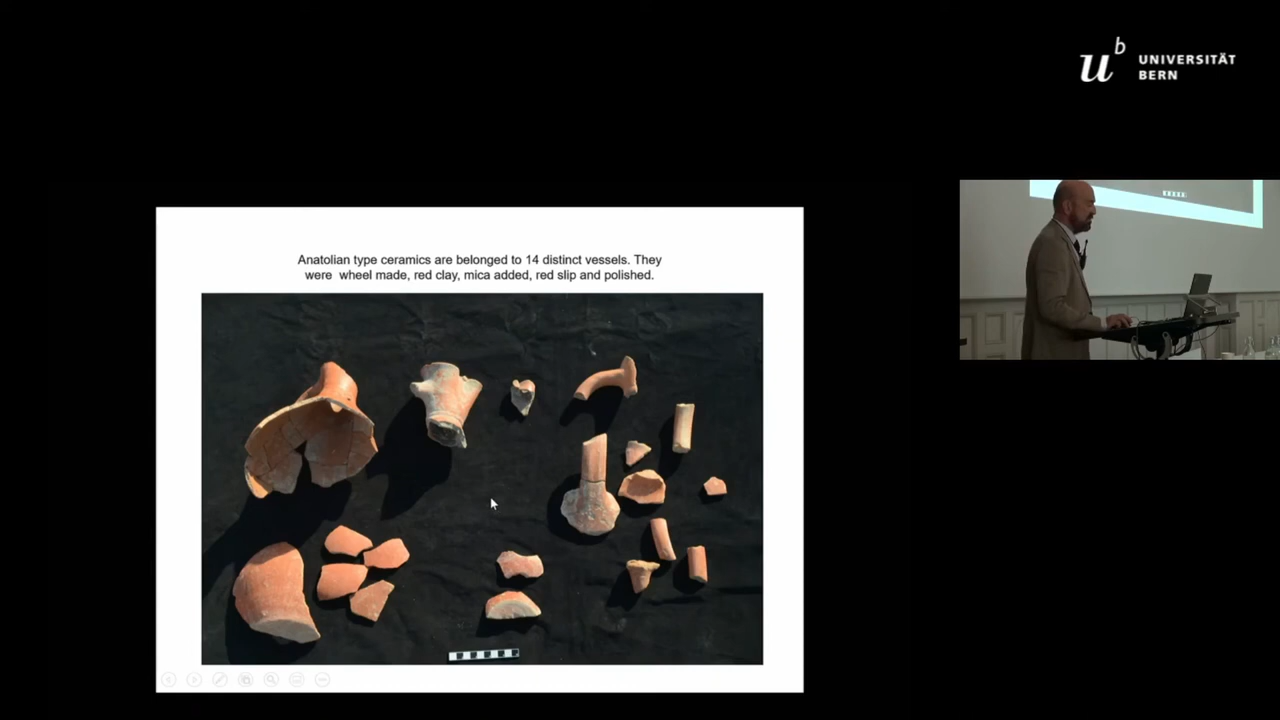 u^b
UNIVERSITÄT
BERN
Anatolian type ceramics are belonged to 14 distinct vessels. They
were wheel made, red clay, mica added, red slip and polished.